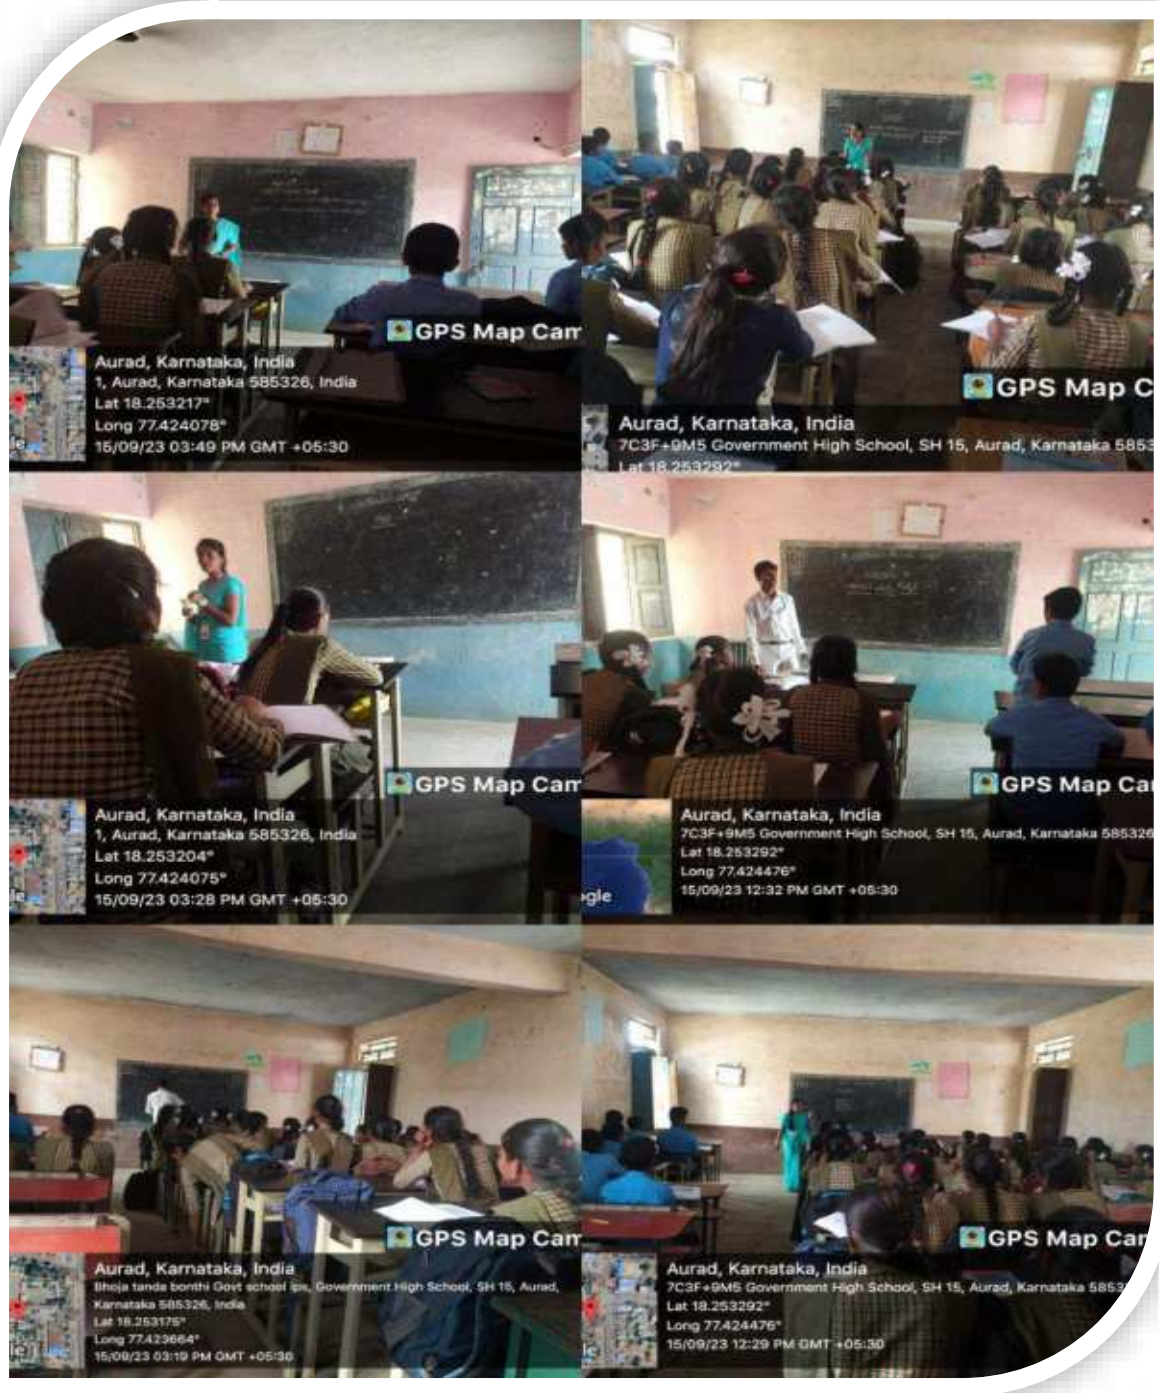 GPS Map Cam
Aurad, Karnataka, India
1, Aurad, Karnataka 585326, India
Lat 18.253217°
Long 77.424078°
15/09/23 03:49 PM GMT +05:30
GPS Map C
Aurad, Karnataka, India
7C3F+9M5 Government High School, SH 15, Aurad, Karnataka 5853
Lat 18.253292°
GPS Map Cam
Aurad, Karnataka, India
1, Aurad, Karnataka 585326, India
Lat 18.253204°
Long 77.424075°
15/09/23 03:28 PM GMT +05:30
GPS Map Ca
Aurad, Karnataka, India
7C3F+9M5 Government High School, SH 15, Aurad, Karnataka 585326
Lat 18.253292°
Long 77.424476°
15/09/23 12:32 PM GMT +05:30
ogle
GPS Map Cam
Aurad, Karnataka, India
Bhoja tanda bonthi Govt school ips, Government High School, SH 15, Aurad,
Karnataka 585326, India
Lat 18.253175°
Long 77.423664°
15/09/23 03:19 PM GMT +05:30
GPS Map Car
Aurad, Karnataka, India
7C3F+9M5 Government High School, SH 15, Aurad, Karnataka 5853
Lat 18.253292°
Long 77.424476°
15/09/23 12:29 PM GMT +05:30